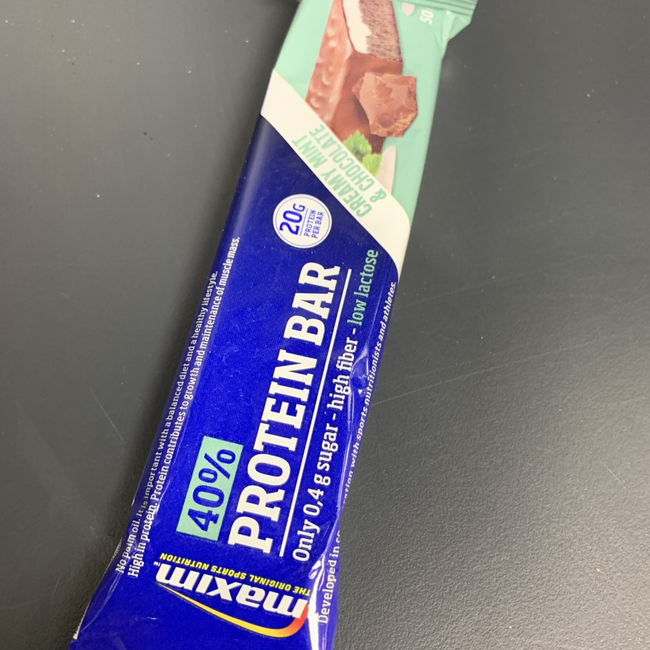 maxim™
THE ORIGINAL SPORTS NUTRITION
40%
PROTEIN BAR
Only 0,4 g sugar - high fiber - low lactose
20G
PROTEIN
PER BAR
CREAMY MINT
& CHOCOLATE
50
No palm oil. It is important with a balanced diet and a healthy lifestyle.
High in protein. Protein contributes to growth and maintenance of muscle mass.
Developed in with sports nutritionists and athletes.